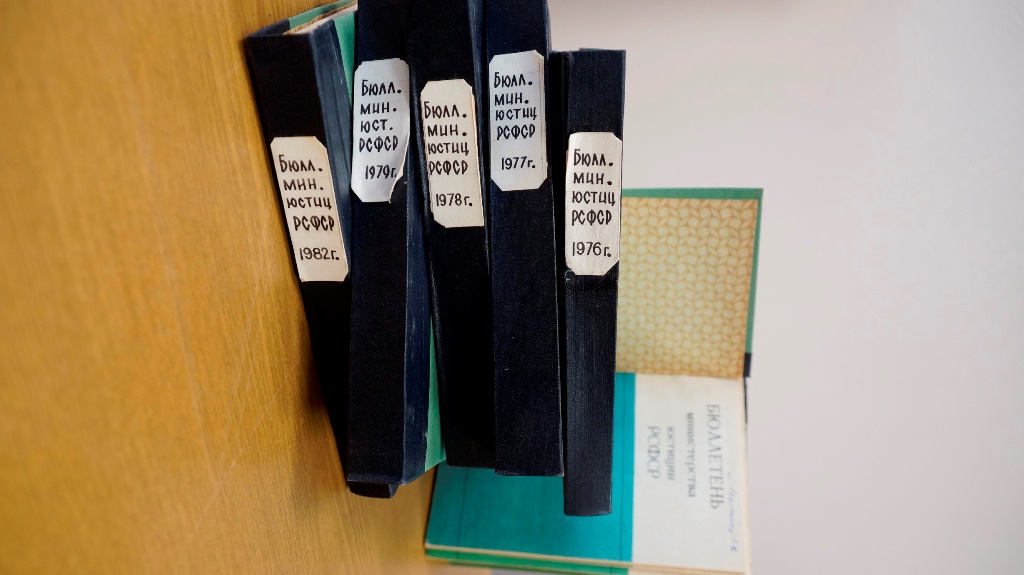 Бюлл.
мин.
юстиц
РСФСР
1982г.
Бюлл.
мин.
юст.
РСФСР
1979г.
Бюлл.
мин.
юстиц
РСФСР
1978г.
Бюлл.
мин.
юстиц
РСФСР
1977г.
Бюлл.
мин.
юстиц
РСФСР
1976г.
БЮЛЛЕТЕНЬ
министерства
юстиции
РСФСР